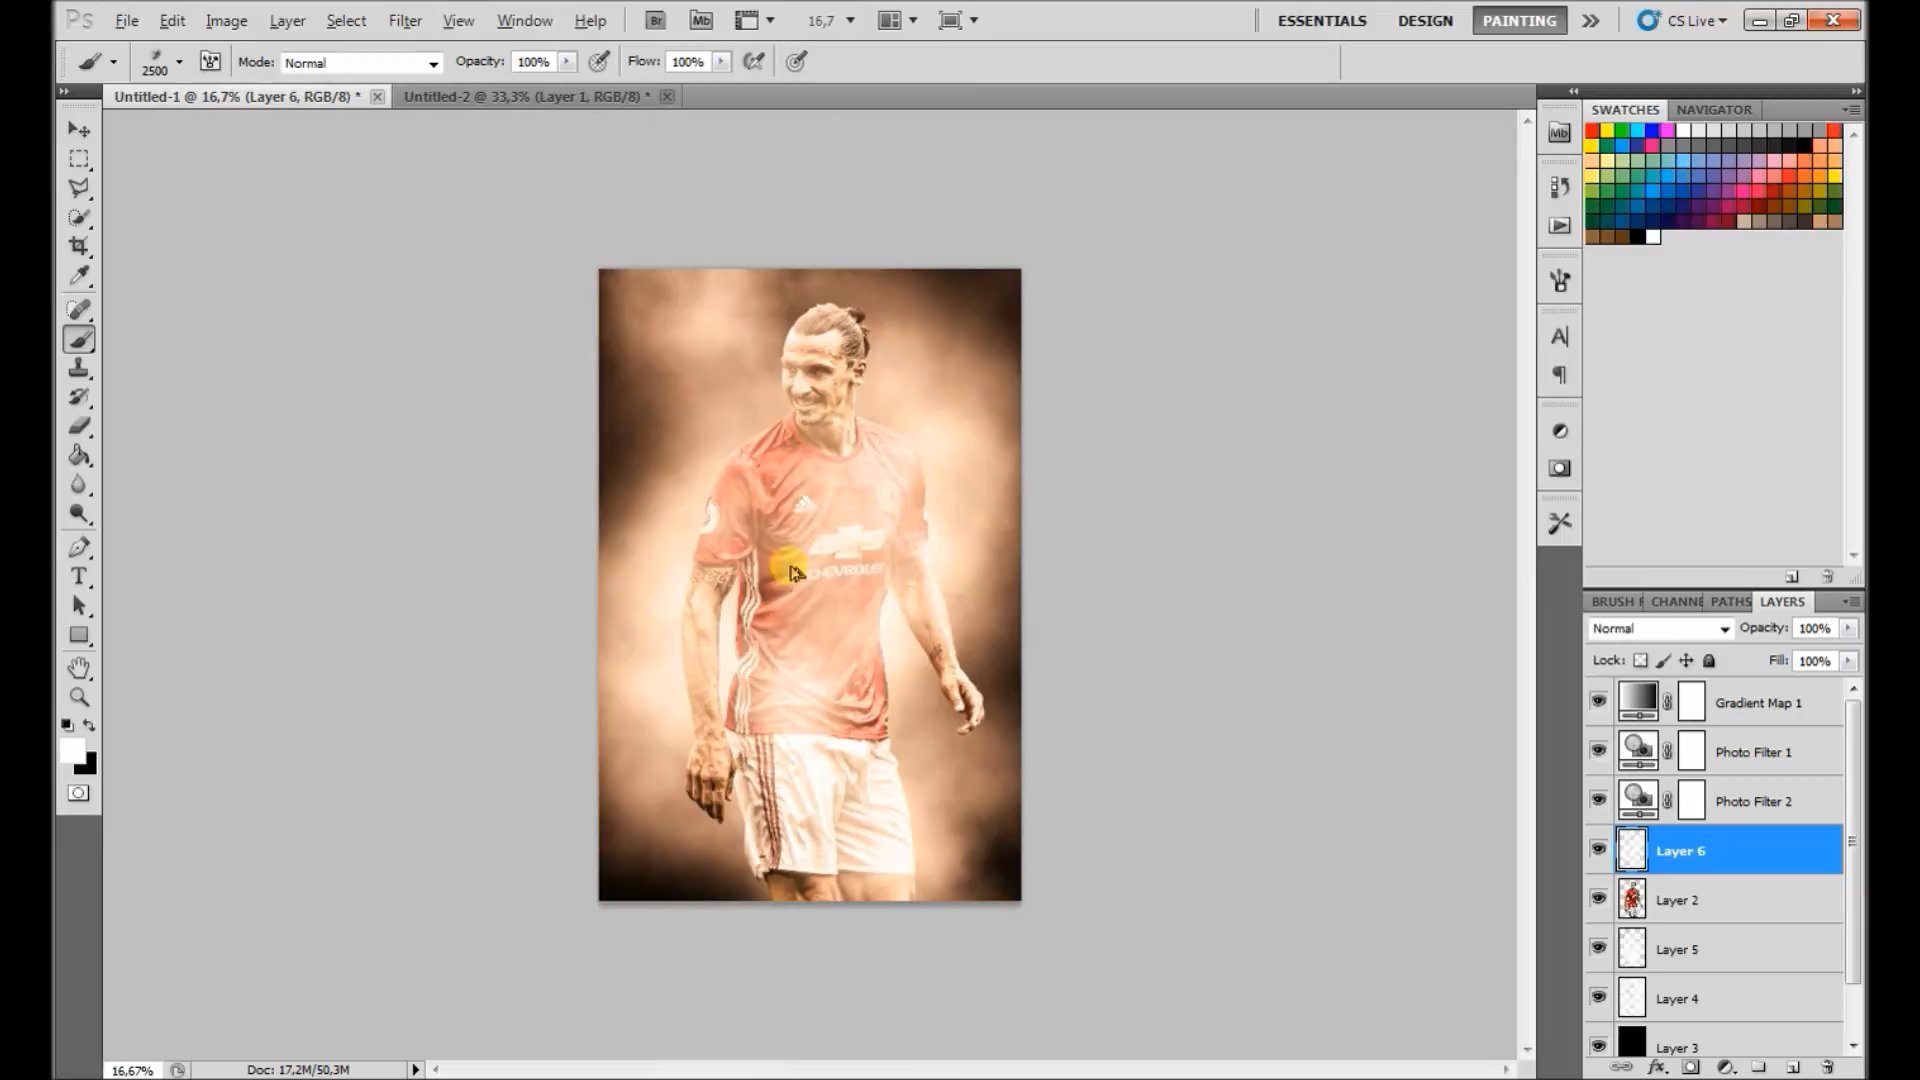 Ps File Edit Image Layer Select Filter View Window Help Br Mb 16,7 ESSENTIALS DESIGN PAINTING CS Live
2500 Mode: Normal Opacity: 100% Flow: 100%
Untitled-1 @ 16,7% (Layer 6, RGB/8) * Untitled-2 @ 33,3% (Layer 1, RGB/8) *
SWATCHES NAVIGATOR
Mb
CHEVROLET
BRUSH CHANNE PATHS LAYERS
Normal Opacity: 100%
Lock: Fill: 100%
Gradient Map 1
Photo Filter 1
Photo Filter 2
Layer 6
Layer 2
Layer 5
Layer 4
Layer 3
16,67% Doc: 17,2M/50,3M